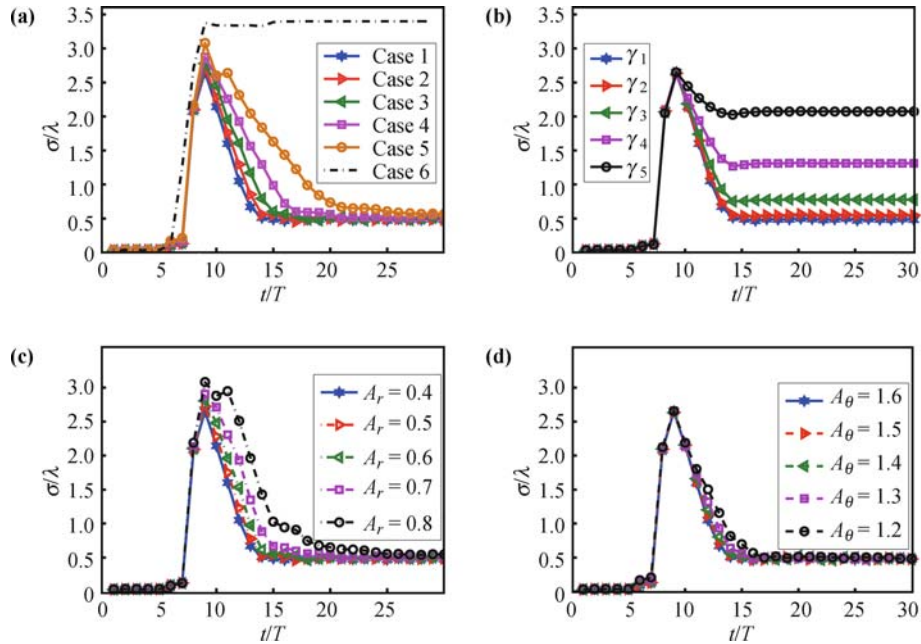 (a)
3.5
3.0
2.5
2.0
1.5
1.0
0.5
0
σ/λ
0 5 10 15 20 25
t/T
Case 1
Case 2
Case 3
Case 4
Case 5
Case 6
(b)
3.5
3.0
2.5
2.0
1.5
1.0
0.5
0
σ/λ
0 5 10 15 20 25 30
t/T
γ1
γ2
γ3
γ4
γ5
(c)
3.0
2.5
2.0
1.5
1.0
0.5
0
σ/λ
0 5 10 15 20 25
t/T
Ar = 0.4
Ar = 0.5
Ar = 0.6
Ar = 0.7
Ar = 0.8
(d)
3.0
2.5
2.0
1.5
1.0
0.5
0
σ/λ
0 5 10 15 20 25 30
t/T
Aθ = 1.6
Aθ = 1.5
Aθ = 1.4
Aθ = 1.3
Aθ = 1.2